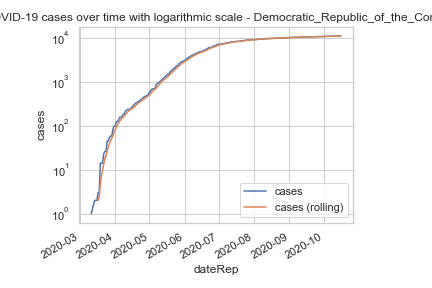 VID-19 cases over time with logarithmic scale - Democratic_Republic_of_the_Con
10⁴
10³
10²
10¹
10⁰
cases
cases
cases (rolling)
2020-03
2020-04
2020-05
2020-06
2020-07
2020-08
2020-09
2020-10
dateRep